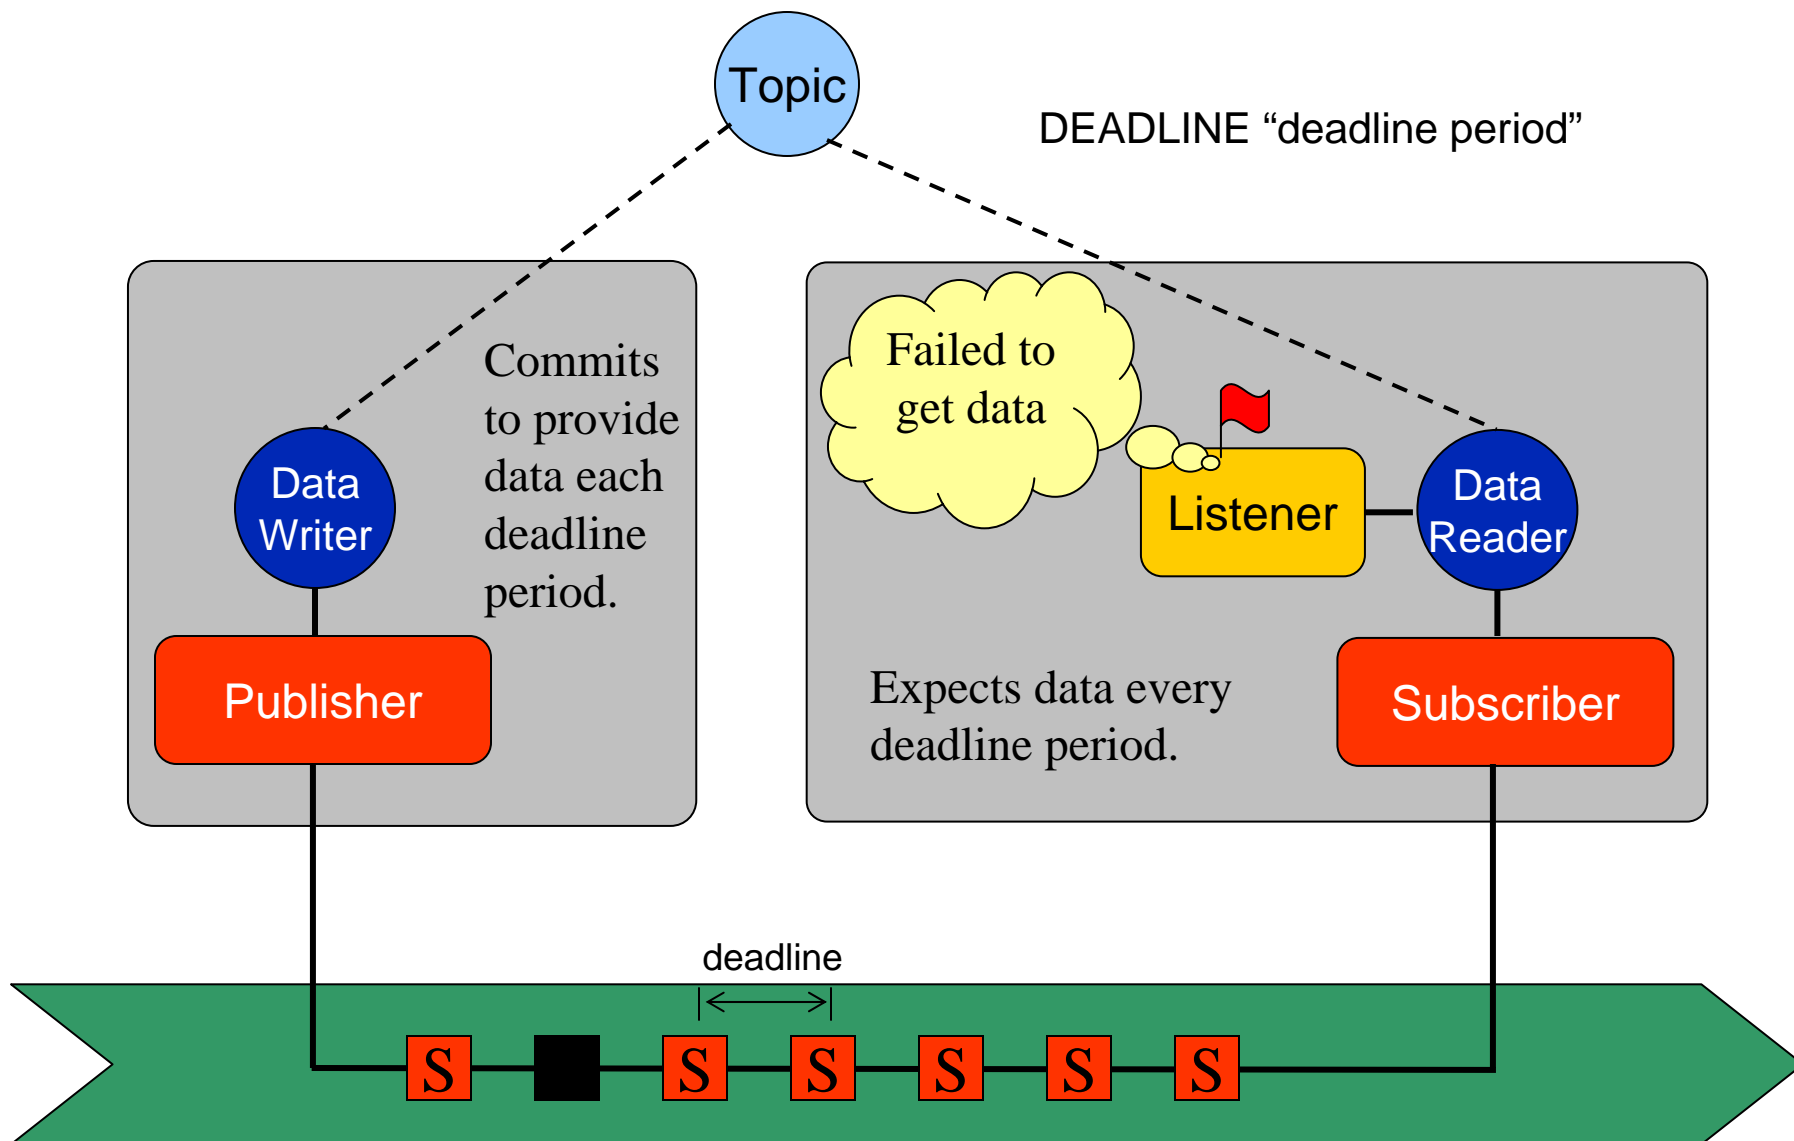 Topic
DEADLINE “deadline period”
Commits
to provide
data each
deadline
period.
Failed to
get data
Data
Writer
Listener
Data
Reader
Publisher
Expects data every
deadline period.
Subscriber
deadline
S
S
S
S
S
S